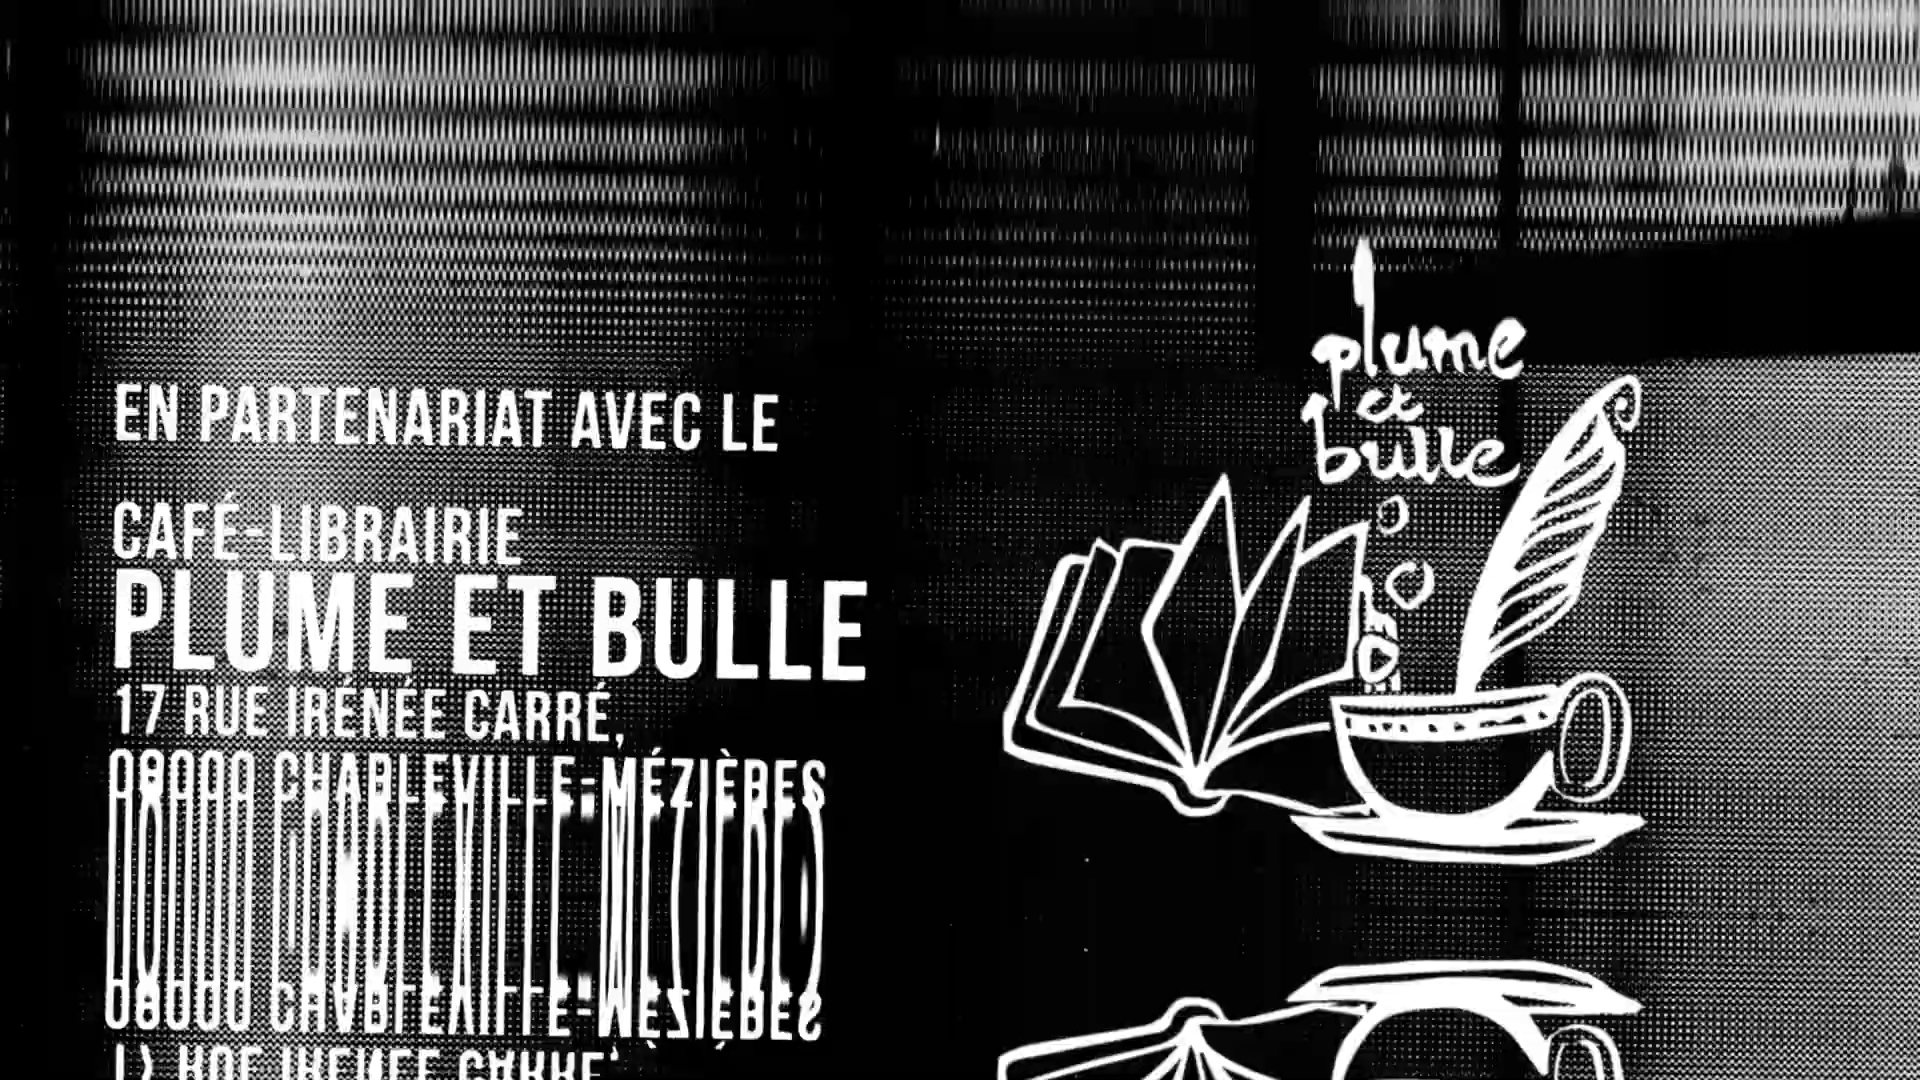 EN PARTENARIAT AVEC LE
CAFÉ-LIBRAIRIE
PLUME ET BULLE
17 RUE IRÉNÉE CARRÉ,
08000 CHARLEVILLE-MÉZIÈRES
plume
et
bulle